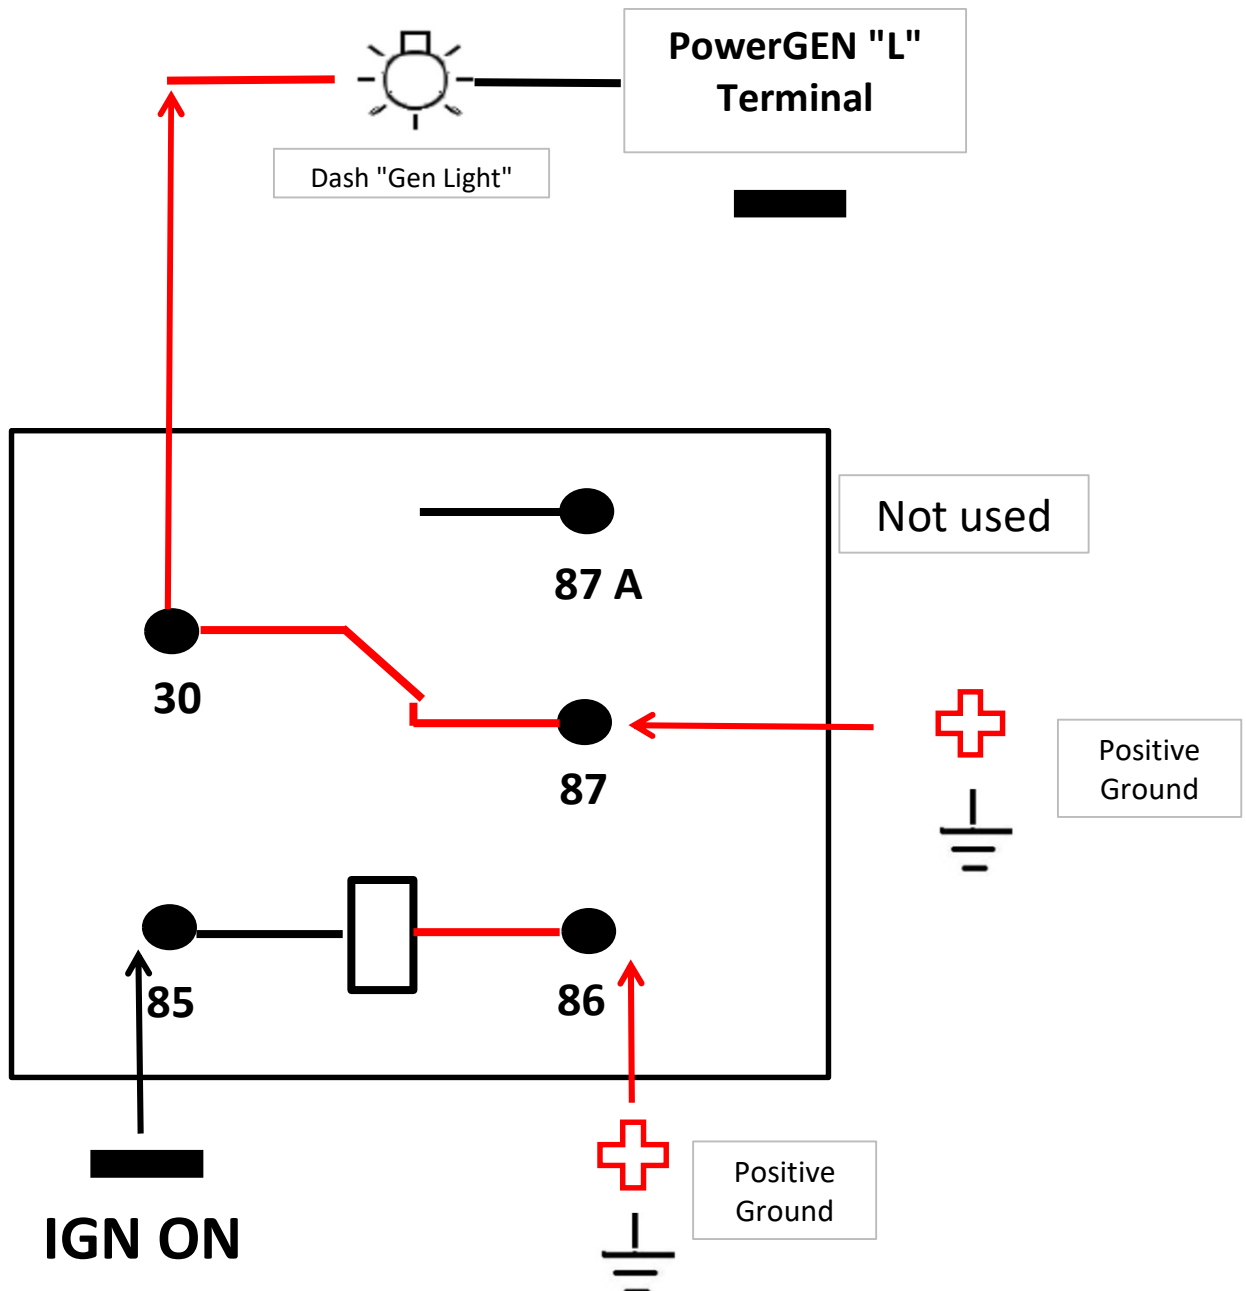 PowerGEN "L"
Terminal
Dash "Gen Light"
Not used
87 A
30
87
Positive
Ground
85
86
Positive
Ground
IGN ON